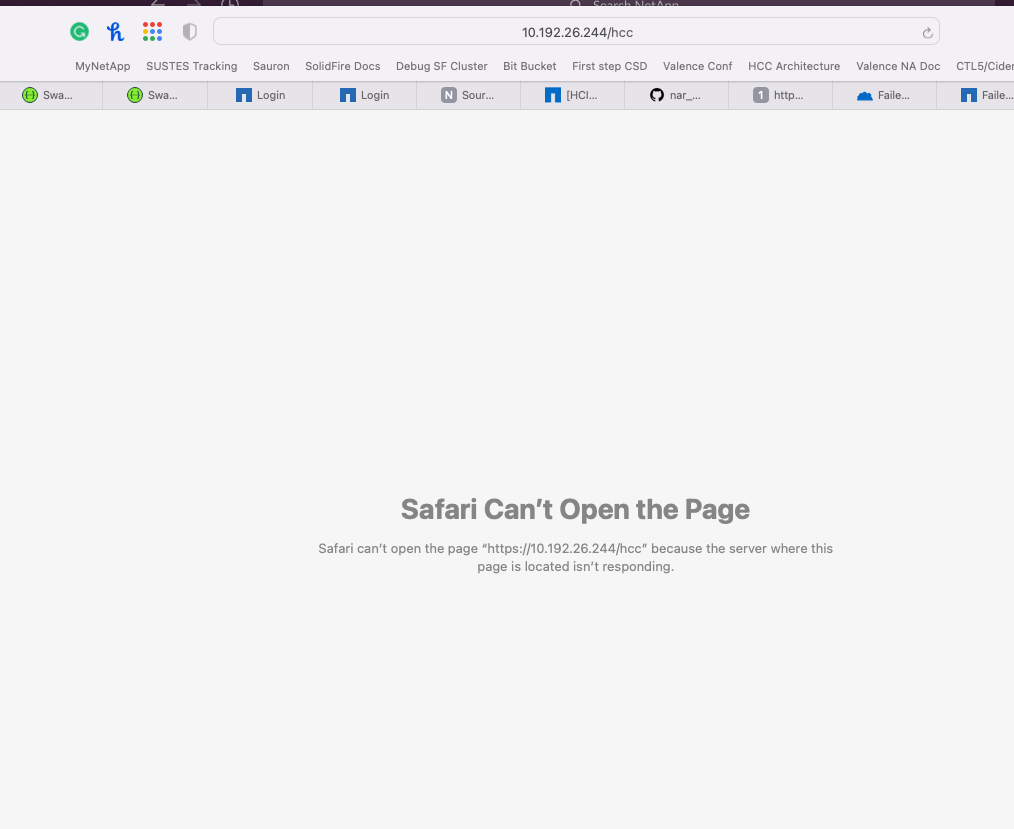 Search NetApp
10.192.26.244/hcc
MyNetApp SUSTES Tracking Sauron SolidFire Docs Debug SF Cluster Bit Bucket First step CSD Valence Conf HCC Architecture Valence NA Doc CTL5/Cider
Swa... Swa... Login Login N Sour... [HCI... nar_... 1 http... Faile... Faile...
Safari Can’t Open the Page
Safari can’t open the page “https://10.192.26.244/hcc” because the server where this
page is located isn’t responding.